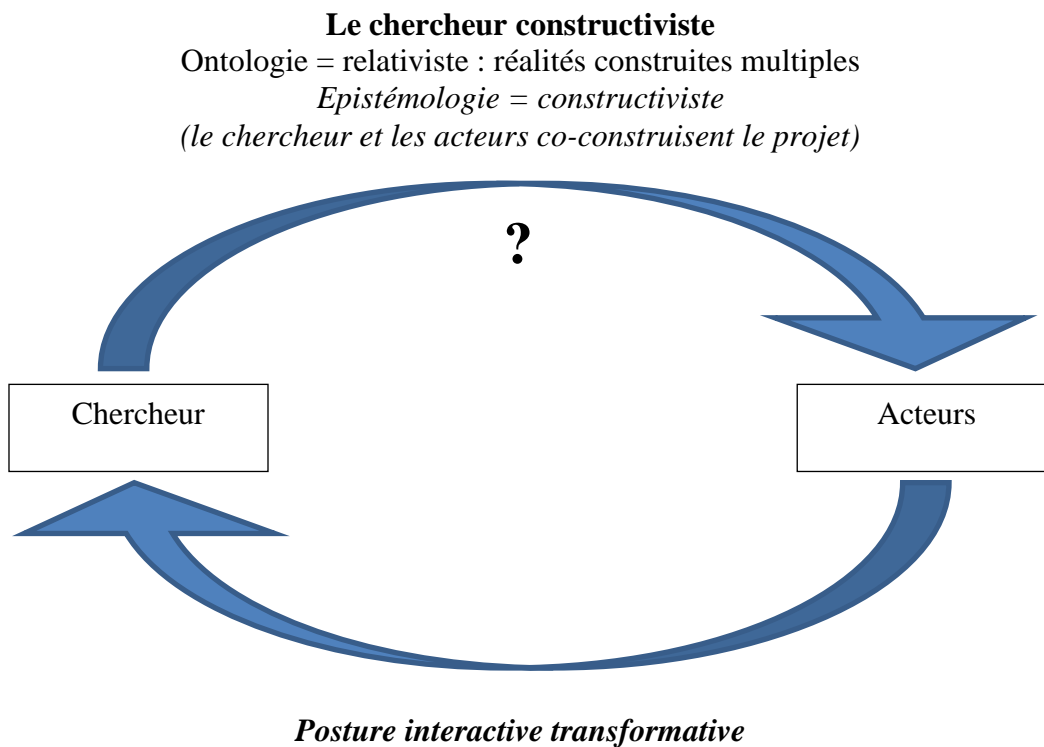 Le chercheur constructiviste
Ontologie = relativiste : réalités construites multiples
Epistémologie = constructiviste
(le chercheur et les acteurs co-construisent le projet)
?
Chercheur
Acteurs
Posture interactive transformative